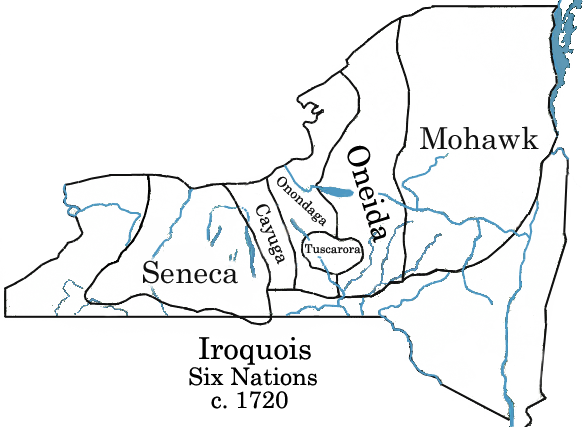 Mohawk
Oneida
Onondaga
Cayuga
Tuscarora
Seneca
Iroquois
Six Nations
c. 1720